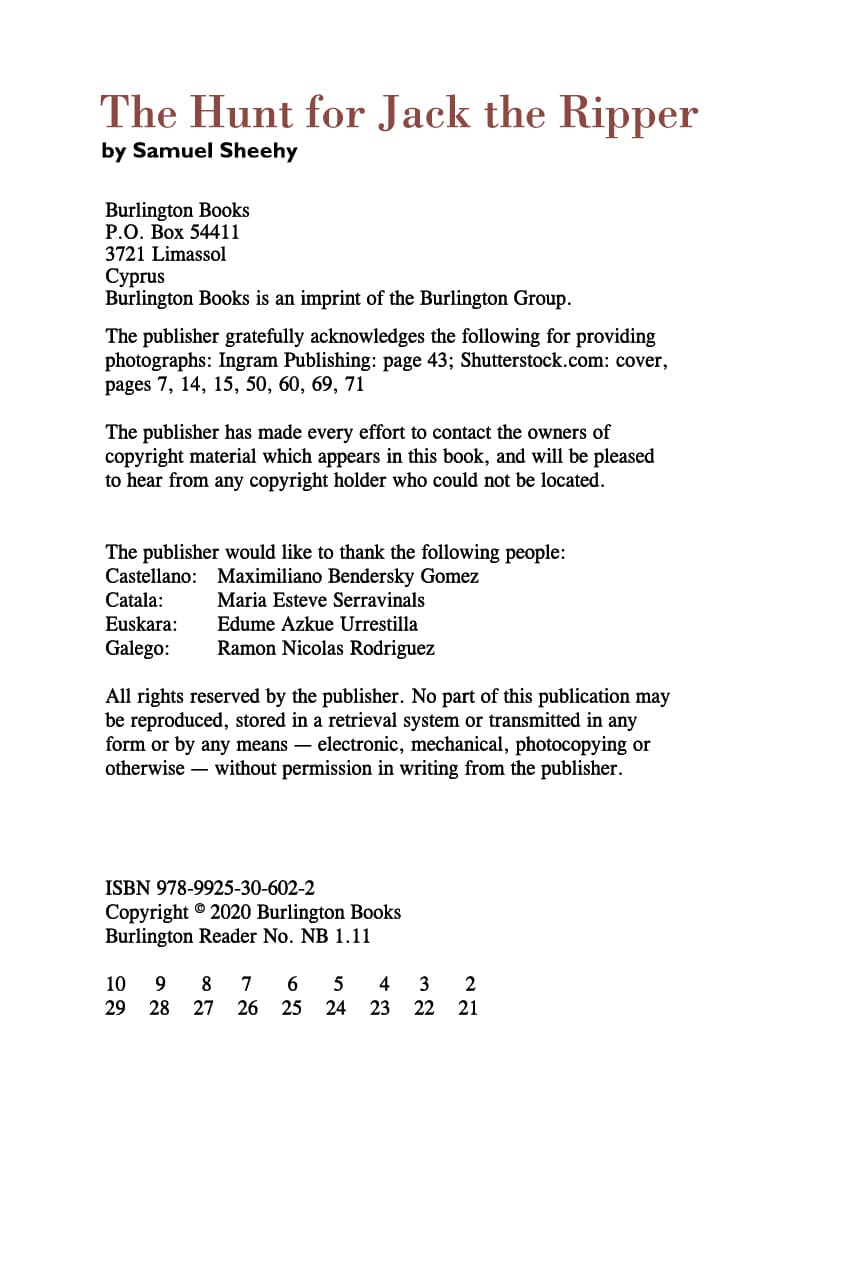 The Hunt for Jack the Ripper
by Samuel Sheehy
Burlington Books
P.O. Box 54411
3721 Limassol
Cyprus
Burlington Books is an imprint of the Burlington Group.
The publisher gratefully acknowledges the following for providing
photographs: Ingram Publishing: page 43; Shutterstock.com: cover,
pages 7, 14, 15, 50, 60, 69, 71
The publisher has made every effort to contact the owners of
copyright material which appears in this book, and will be pleased
to hear from any copyright holder who could not be located.
The publisher would like to thank the following people:
Castellano: Maximiliano Bendersky Gomez
Catala: Maria Esteve Serravinals
Euskara: Edume Azkue Urrestilla
Galego: Ramon Nicolas Rodriguez
All rights reserved by the publisher. No part of this publication may
be reproduced, stored in a retrieval system or transmitted in any
form or by any means — electronic, mechanical, photocopying or
otherwise — without permission in writing from the publisher.
ISBN 978-9925-30-602-2
Copyright © 2020 Burlington Books
Burlington Reader No. NB 1.11
10 9 8 7 6 5 4 3 2
29 28 27 26 25 24 23 22 21